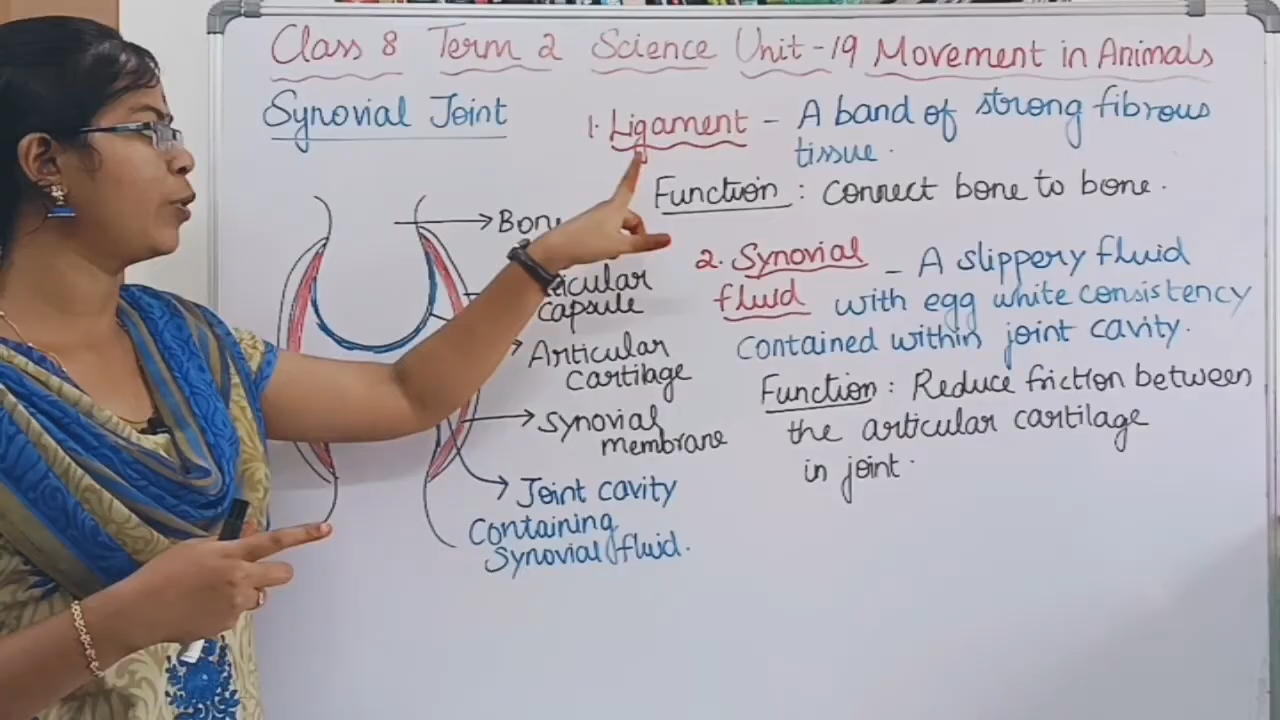 Class 8 Term 2 Science Unit-19 Movement in Animals
Synovial Joint
Bone
capsule
Articular
Cartilage
Synovial
membrane
Joint cavity
Containing
Synovial fluid.
1. Ligament - A band of strong fibrous
tissue.
Function : Connect bone to bone.
2. Synovial - A slippery fluid
fluid with egg white consistency
contained within joint cavity.
Function : Reduce friction between
the articular cartilage
in joint.